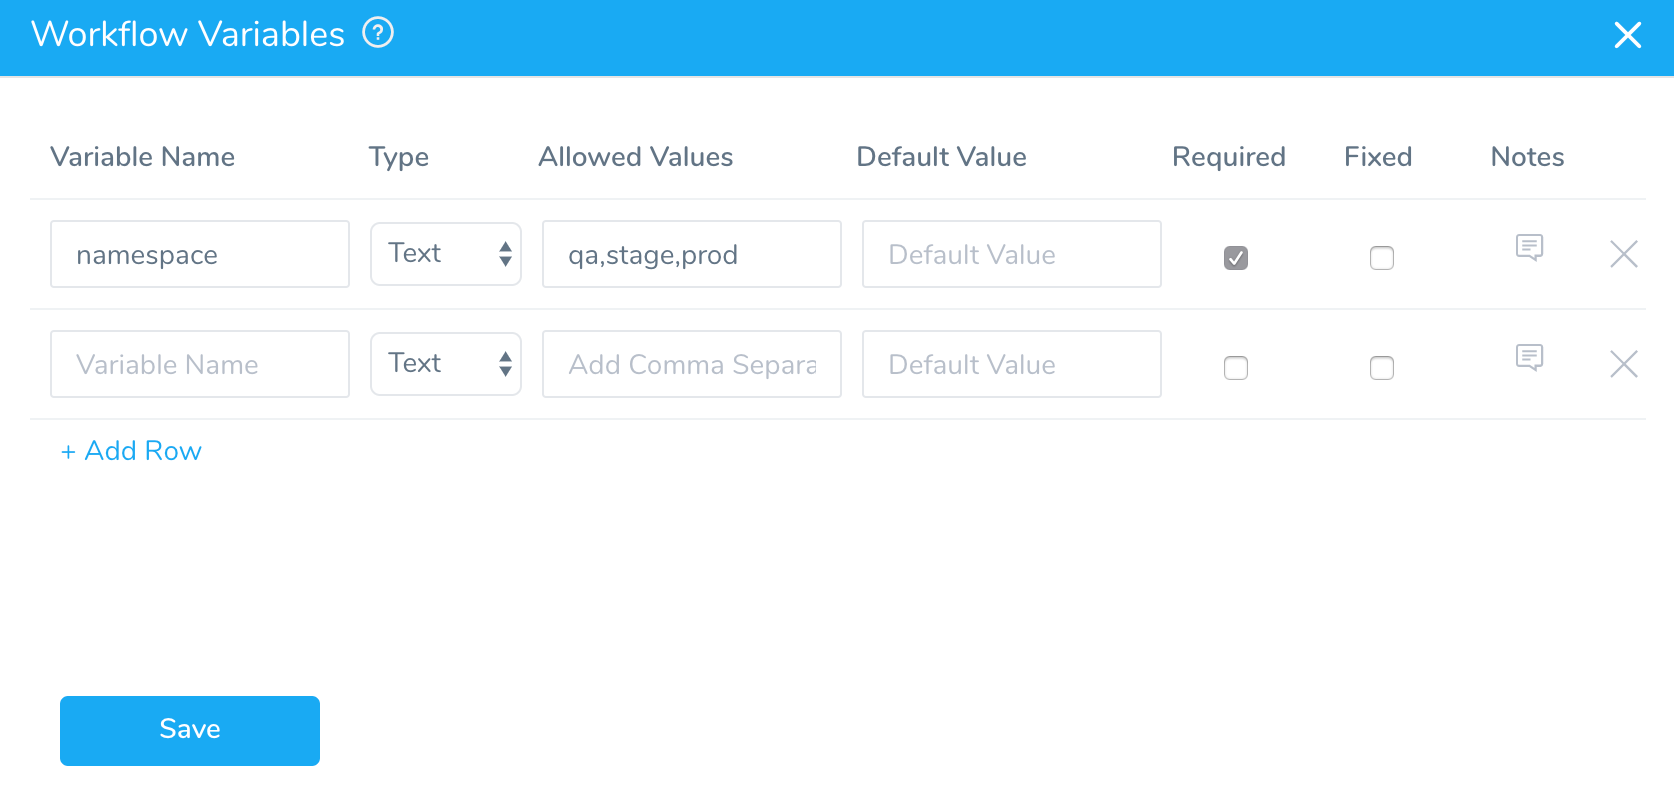 Workflow Variables ?
Variable Name Type Allowed Values Default Value Required Fixed Notes
namespace Text qa,stage,prod Default Value
Variable Name Text Add Comma Separa Default Value
+ Add Row
Save